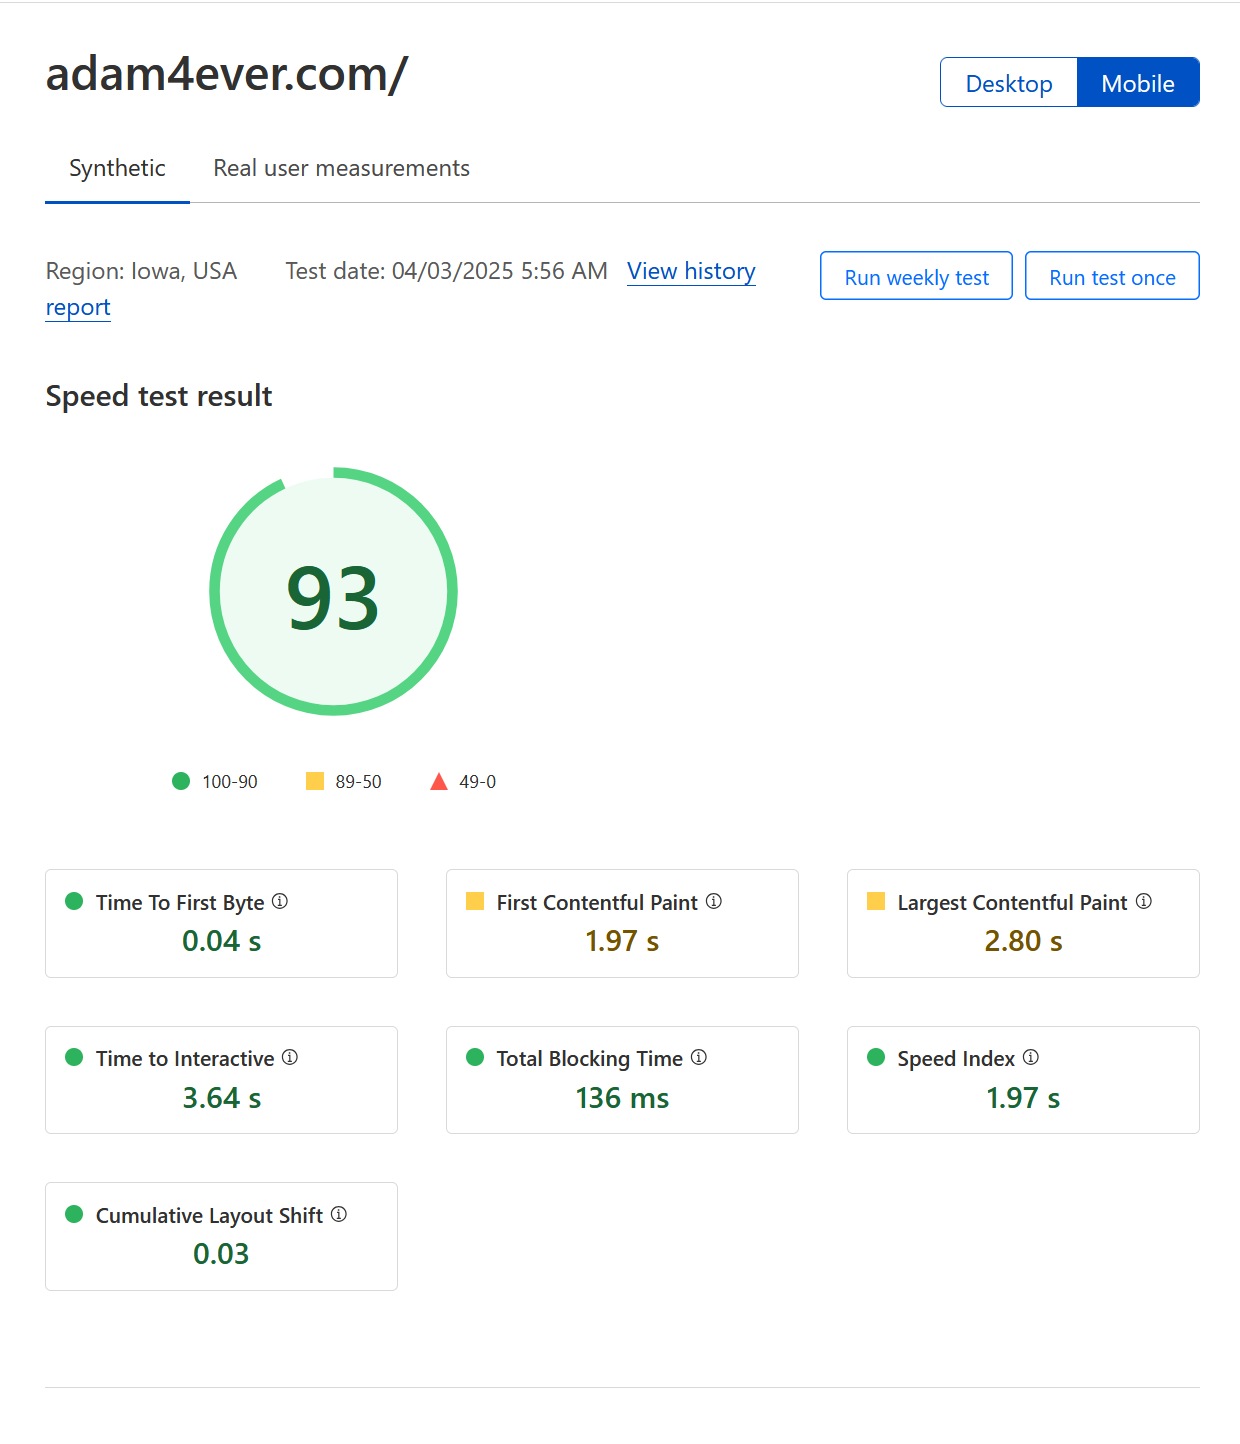 adam4ever.com/
Desktop
Mobile
Synthetic
Real user measurements
Region: Iowa, USA
Test date: 04/03/2025 5:56 AM
View history
report
Run weekly test
Run test once
Speed test result
93
100-90
89-50
49-0
Time To First Byte
0.04 s
First Contentful Paint
1.97 s
Largest Contentful Paint
2.80 s
Time to Interactive
3.64 s
Total Blocking Time
136 ms
Speed Index
1.97 s
Cumulative Layout Shift
0.03